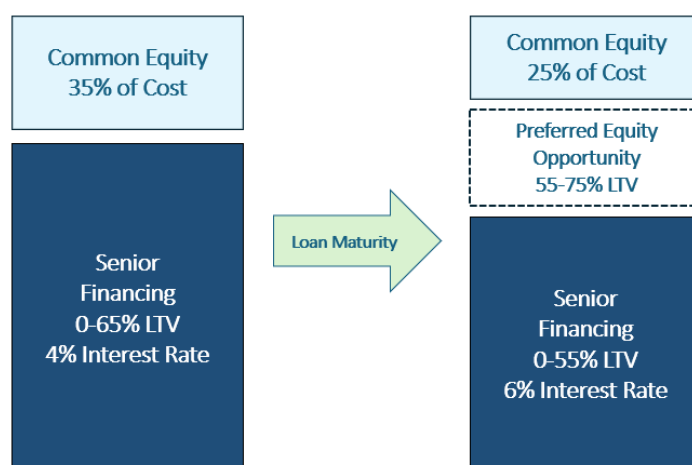 Common Equity
35% of Cost
Senior
Financing
0-65% LTV
4% Interest Rate
Loan Maturity
Common Equity
25% of Cost
Preferred Equity
Opportunity
55-75% LTV
Senior
Financing
0-55% LTV
6% Interest Rate